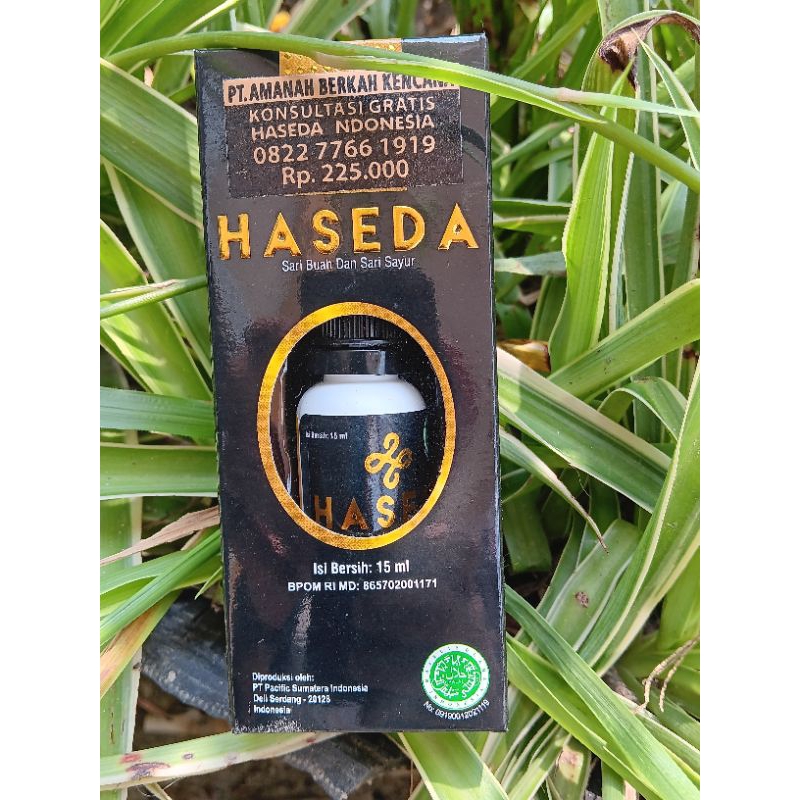 PT.AMANAH BERKAH KENCANA
KONSULTASI GRATIS
HASEDA NDONESIA
0822 7766 1919
Rp. 225.000
HASEDA
Sari Buah Dan Sari Sayur
Isi Bersih: 15 ml
HASE
Isi Bersih: 15 ml
BPOM RI MD: 865702001171
Diproduksi oleh:
PT Pacific Sumatera Indonesia
Deli Serdang - 20125
Indonesia